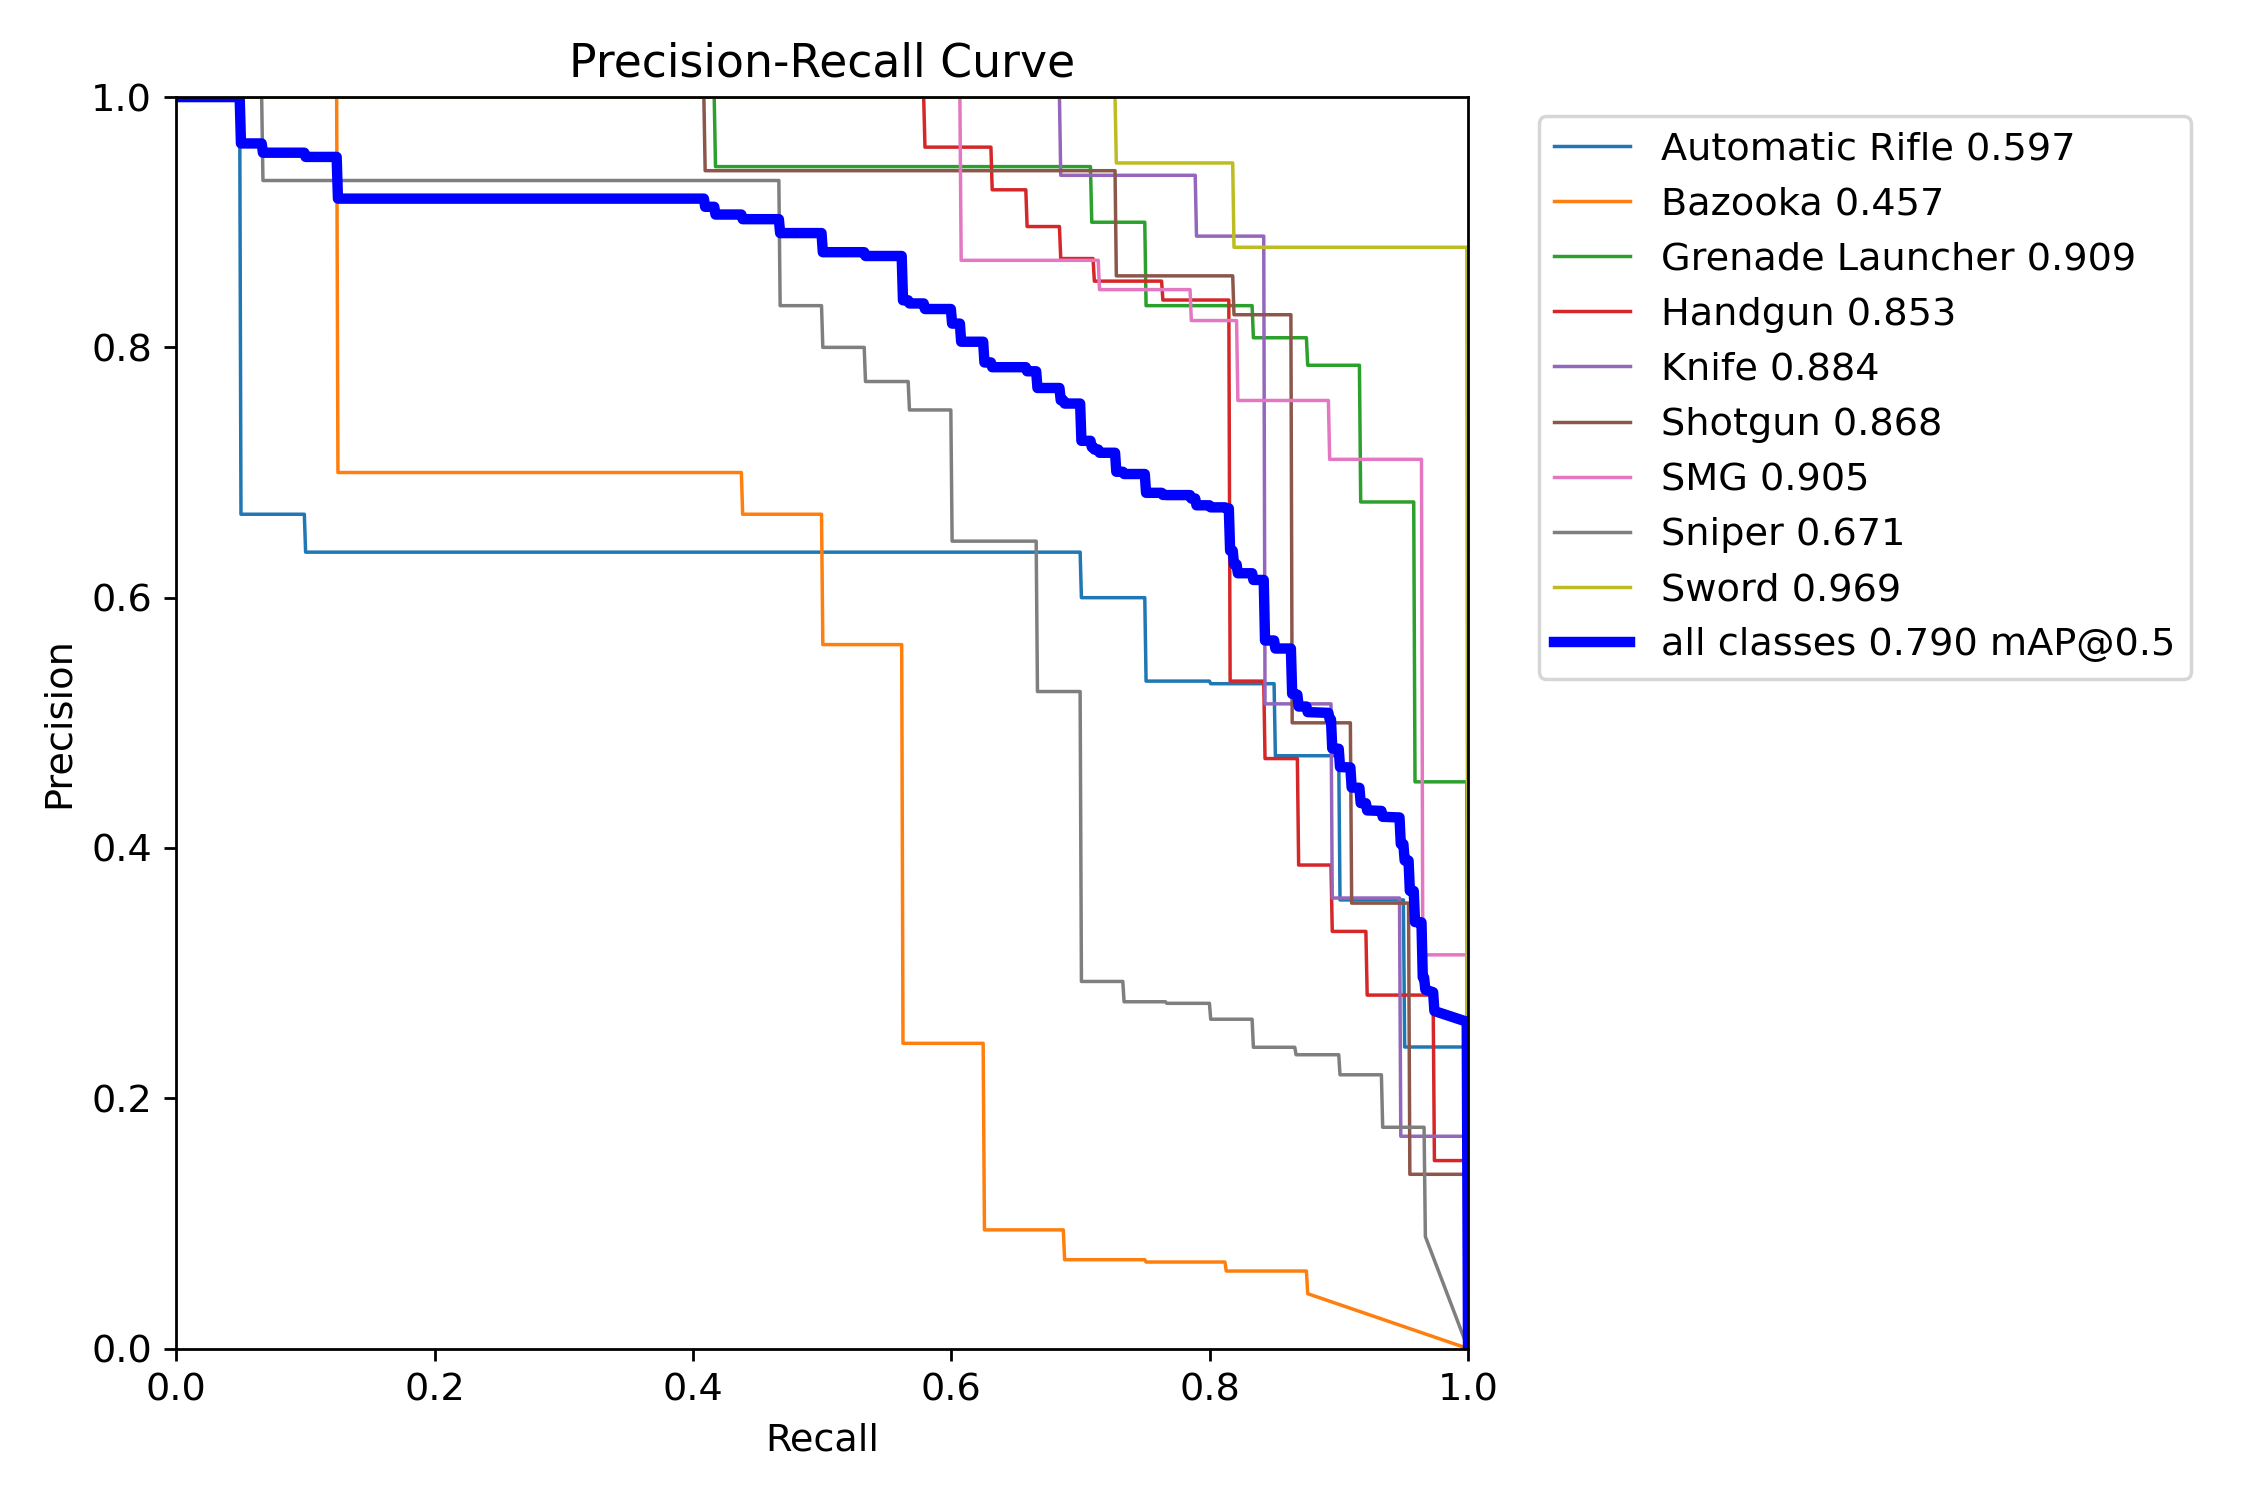 Precision-Recall Curve
1.0
0.8
0.6
0.4
0.2
0.0
Precision
0.0 0.2 0.4 0.6 0.8 1.0
Recall
Automatic Rifle 0.597
Bazooka 0.457
Grenade Launcher 0.909
Handgun 0.853
Knife 0.884
Shotgun 0.868
SMG 0.905
Sniper 0.671
Sword 0.969
all classes 0.790 mAP@0.5